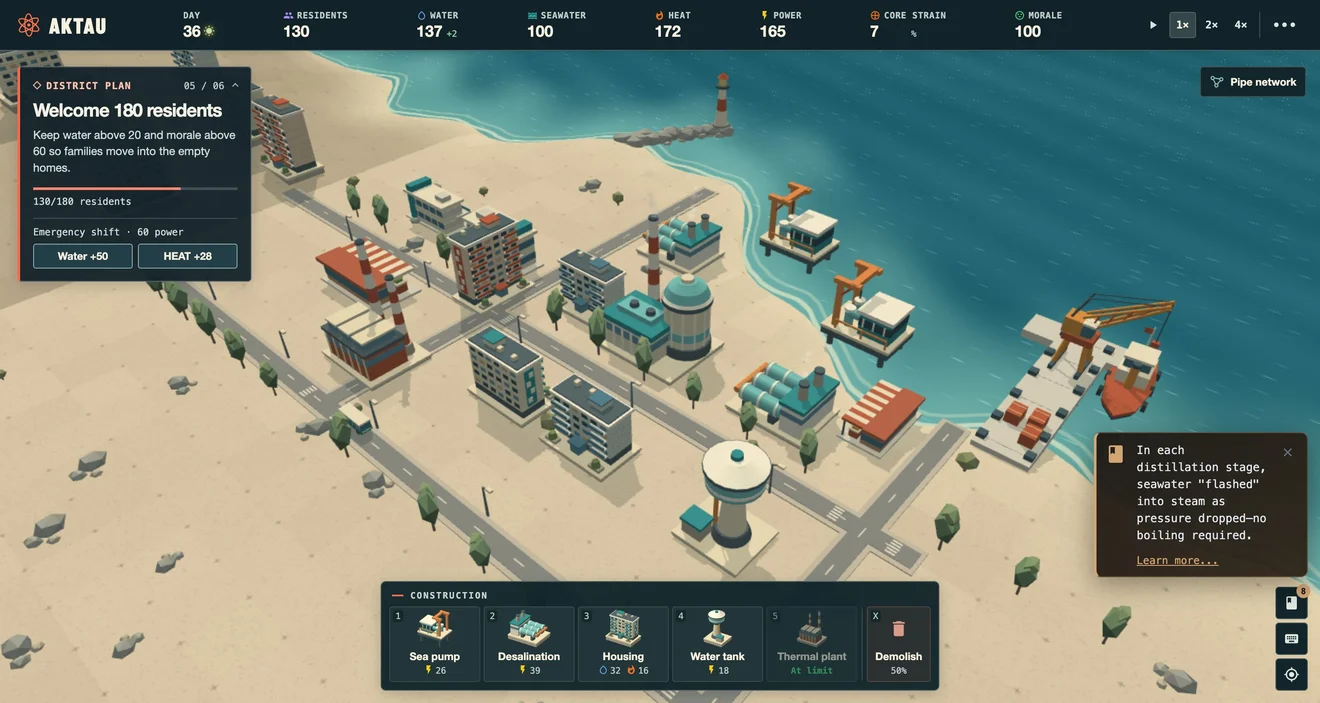 AKTAU
DAY
36
RESIDENTS
130
WATER
137 +2
SEAWATER
100
HEAT
172
POWER
165
CORE STRAIN
7 %
MORALE
100
1× 2× 4×
DISTRICT PLAN 05 / 06
Welcome 180 residents
Keep water above 20 and morale above
60 so families move into the empty
homes.
130/180 residents
Emergency shift · 60 power
Water +50 HEAT +28
Pipe network
In each
distillation stage,
seawater "flashed"
into steam as
pressure dropped—no
boiling required.
Learn more...
8
CONSTRUCTION
1
Sea pump
26
2
Desalination
39
3
Housing
32 16
4
Water tank
18
5
Thermal plant
At limit
X
Demolish
50%